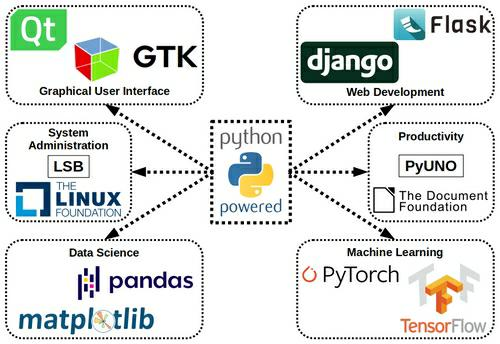 Qt
GTK
Graphical User Interface
Flask
django
Web Development
System
Administration
LSB
THE
LINUX
FOUNDATION
python
powered
Productivity
PyUNO
The Document
Foundation
Data Science
pandas
matplotlib
Machine Learning
PyTorch
TensorFlow